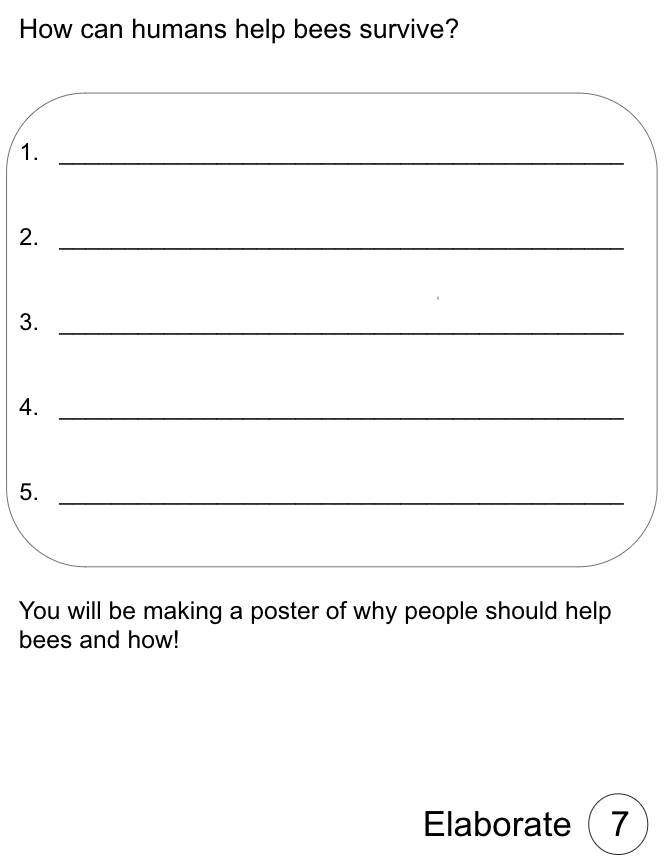 How can humans help bees survive?
1.
2.
3.
4.
5.
You will be making a poster of why people should help
bees and how!
Elaborate 7